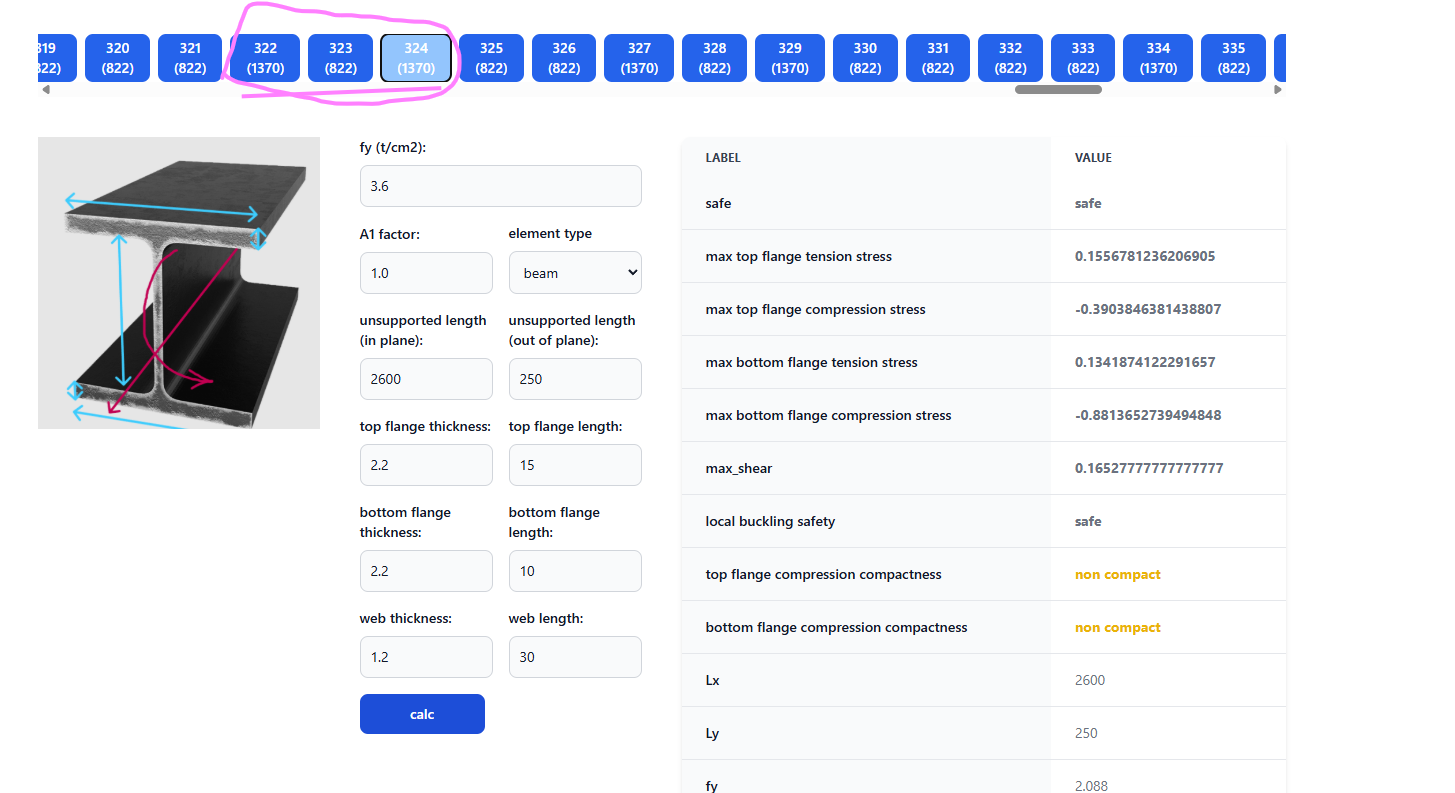 319 320 321 322 323 324 325 326 327 328 329 330 331 332 333 334 335
822) (822) (822) (1370) (822) (1370) (822) (822) (1370) (822) (1370) (822) (822) (822) (822) (1370) (822)
fy (t/cm2):
3.6
A1 factor:
element type
1.0
beam
unsupported length
(in plane):
unsupported length
(out of plane):
2600
250
top flange thickness:
top flange length:
2.2
15
bottom flange
thickness:
bottom flange
length:
2.2
10
web thickness:
web length:
1.2
30
calc
LABEL VALUE
safe safe
max top flange tension stress 0.1556781236206905
max top flange compression stress -0.3903846381438807
max bottom flange tension stress 0.1341874122291657
max bottom flange compression stress -0.8813652739494848
max_shear 0.16527777777777777
local buckling safety safe
top flange compression compactness non compact
bottom flange compression compactness non compact
Lx 2600
Ly 250
fy 2.088